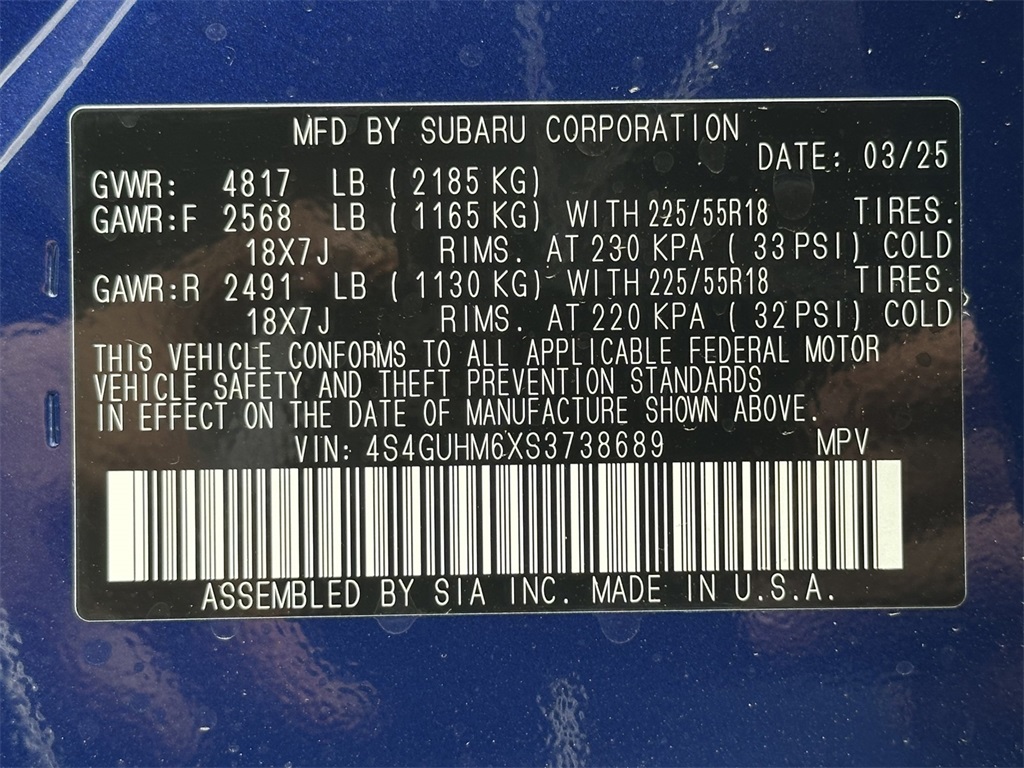 MFD BY SUBARU CORPORATION
DATE: 03/25
GVWR: 4817 LB ( 2185 KG)
GAWR:F 2568 LB ( 1165 KG) WITH 225/55R18 TIRES.
18X7J RIMS. AT 230 KPA ( 33 PSI) COLD
GAWR:R 2491 LB ( 1130 KG) WITH 225/55R18 TIRES.
18X7J RIMS. AT 220 KPA ( 32 PSI) COLD
THIS VEHICLE CONFORMS TO ALL APPLICABLE FEDERAL MOTOR
VEHICLE SAFETY AND THEFT PREVENTION STANDARDS
IN EFFECT ON THE DATE OF MANUFACTURE SHOWN ABOVE.
VIN: 4S4GUHM6XS3738689 MPV
ASSEMBLED BY SIA INC. MADE IN U.S.A.